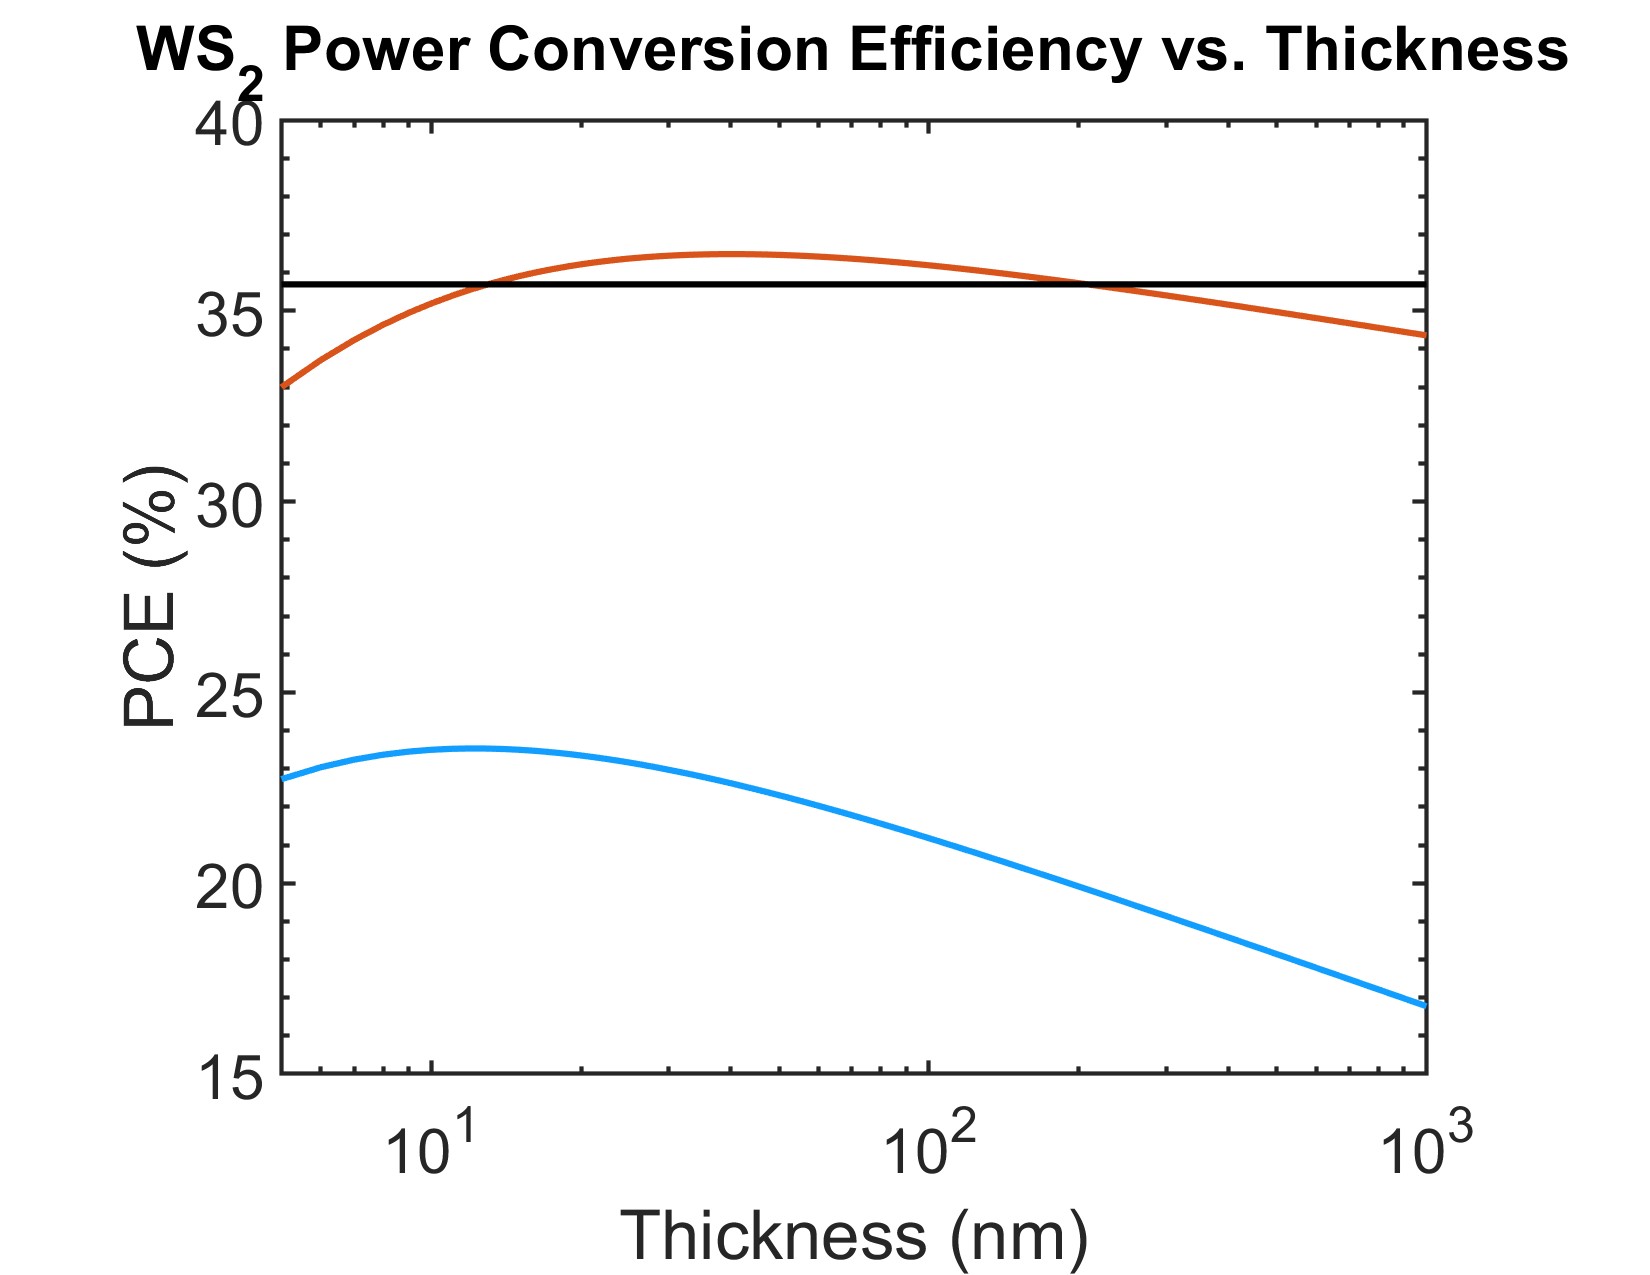 WS₂ Power Conversion Efficiency vs. Thickness
40
35
30
25
20
15
PCE (%)
10¹ 10² 10³
Thickness (nm)